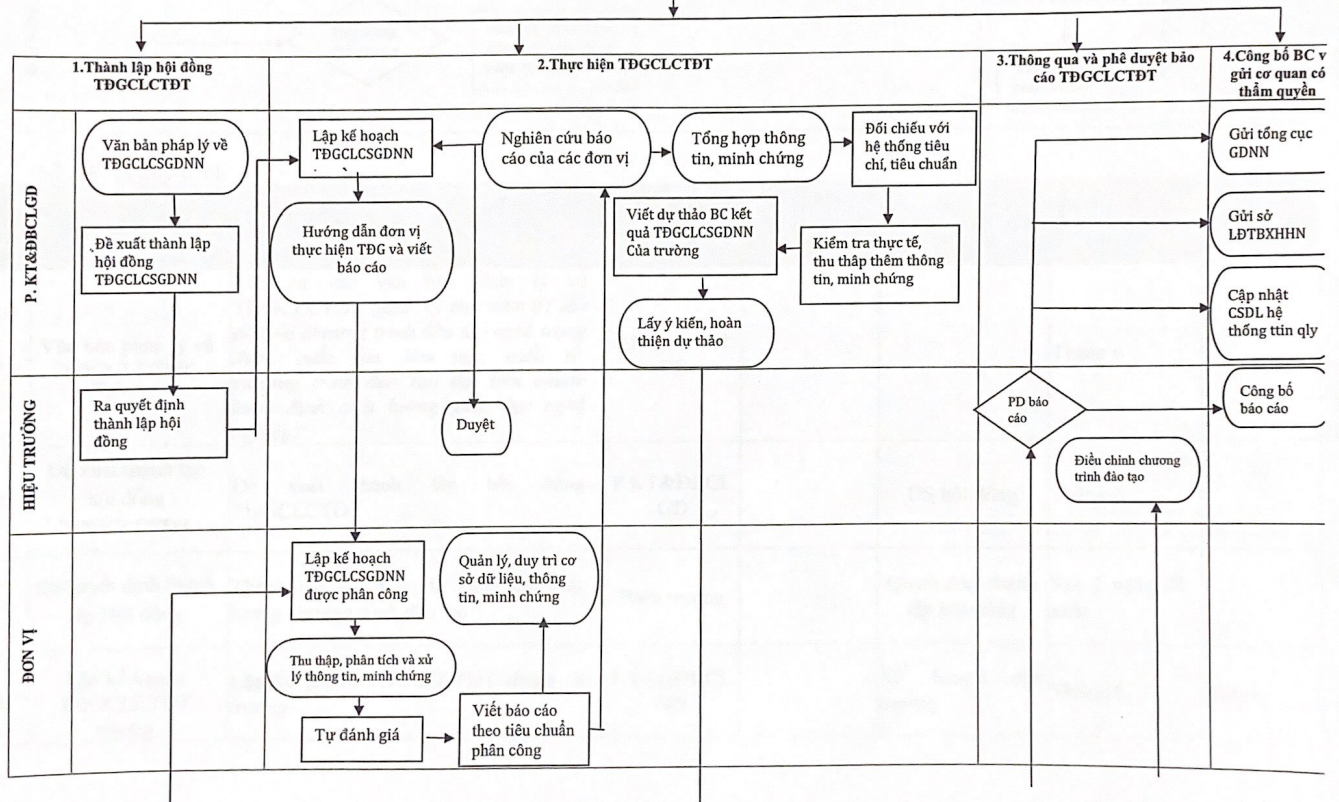 1.Thành lập hội đồng
TĐGCLCTĐT
2.Thực hiện TĐGCLCTĐT
3.Thông qua và phê duyệt báo
cáo TĐGCLCTĐT
4.Công bố BC v
gửi cơ quan có
thẩm quyền
P. KT&ĐBCLGD
Văn bản pháp lý về
TĐGCLCSGDNN
Đề xuất thành lập
hội đồng
TĐGCLCSGDNN
Lập kế hoạch
TĐGCLCSGDNN
Hướng dẫn đơn vị
thực hiện TĐG và viết
báo cáo
Nghiên cứu báo
cáo của các đơn vị
Tổng hợp thông
tin, minh chứng
Đối chiếu với
hệ thống tiêu
chí, tiêu chuẩn
Viết dự thảo BC kết
quả TĐGCLCSGDNN
Của trường
Kiểm tra thực tế,
thu thập thêm thông
tin, minh chứng
Lấy ý kiến, hoàn
thiện dự thảo
Gửi tổng cục
GDNN
Gửi sở
LĐTBXHHN
Cập nhật
CSDL hệ
thống ttin qly
HIỆU TRƯỞNG
Ra quyết định
thành lập hội
đồng
Duyệt
PD báo
cáo
Công bố
báo cáo
Điều chỉnh chương
trình đào tạo
ĐƠN VỊ
Lập kế hoạch
TĐGCLCSGDNN
được phân công
Quản lý, duy trì cơ
sở dữ liệu, thông
tin, minh chứng
Thu thập, phân tích và xử
lý thông tin, minh chứng
Tự đánh giá
Viết báo cáo
theo tiêu chuẩn
phân công